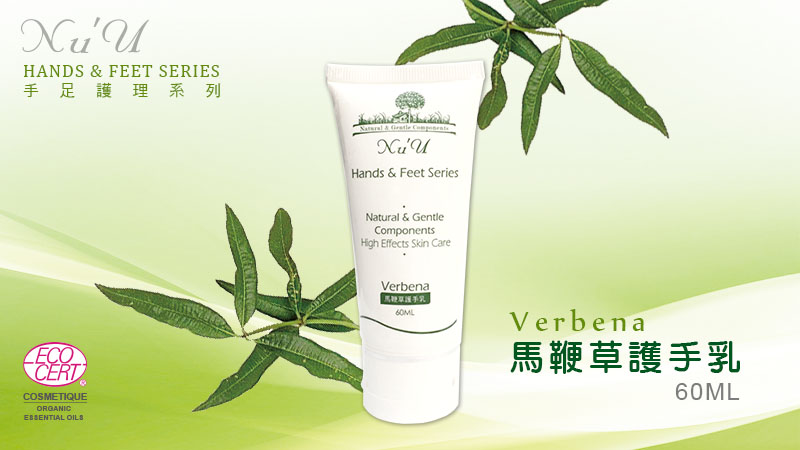 Nu'U
HANDS & FEET SERIES
手足護理系列
Natural & Gentle Components
Nu'U
Hands & Feet Series
Natural & Gentle
Components
High Effects Skin Care
Verbena
馬鞭草護手乳
60ML
Verbena
馬鞭草護手乳
60ML
ECO
CERT
®
COSMETIQUE
ORGANIC
ESSENTIAL OILS